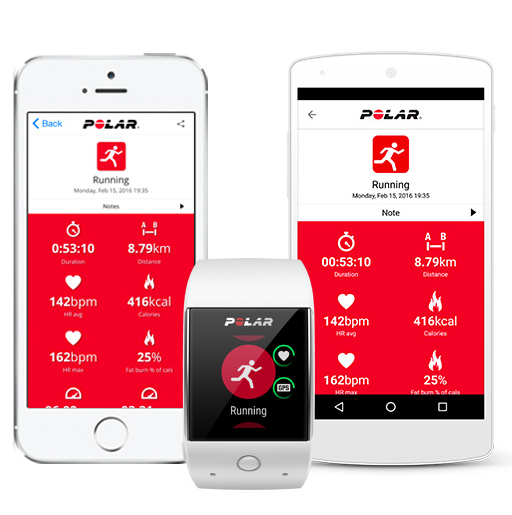 Back
POLAR
Running
Monday, Feb 15, 2016 19:35
Notes
0:53:10
8.79km
Duration
Distance
142bpm
416kcal
HR avg
Calories
162bpm
25%
HR max
Fat burn % of cals
POLAR
Running
Monday, Feb 15, 2016 19:35
Note
A B
00:53:10
8.79km
Duration
Distance
142bpm
416kcal
HR avg
Calories
162bpm
25%
HR max
Fat burn % of cals
POLAR
GPS
Running